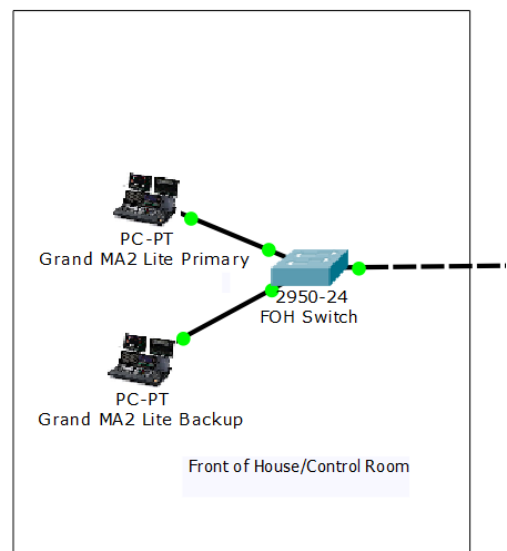 PC-PT
Grand MA2 Lite Primary
2950-24
FOH Switch
PC-PT
Grand MA2 Lite Backup
Front of House/Control Room